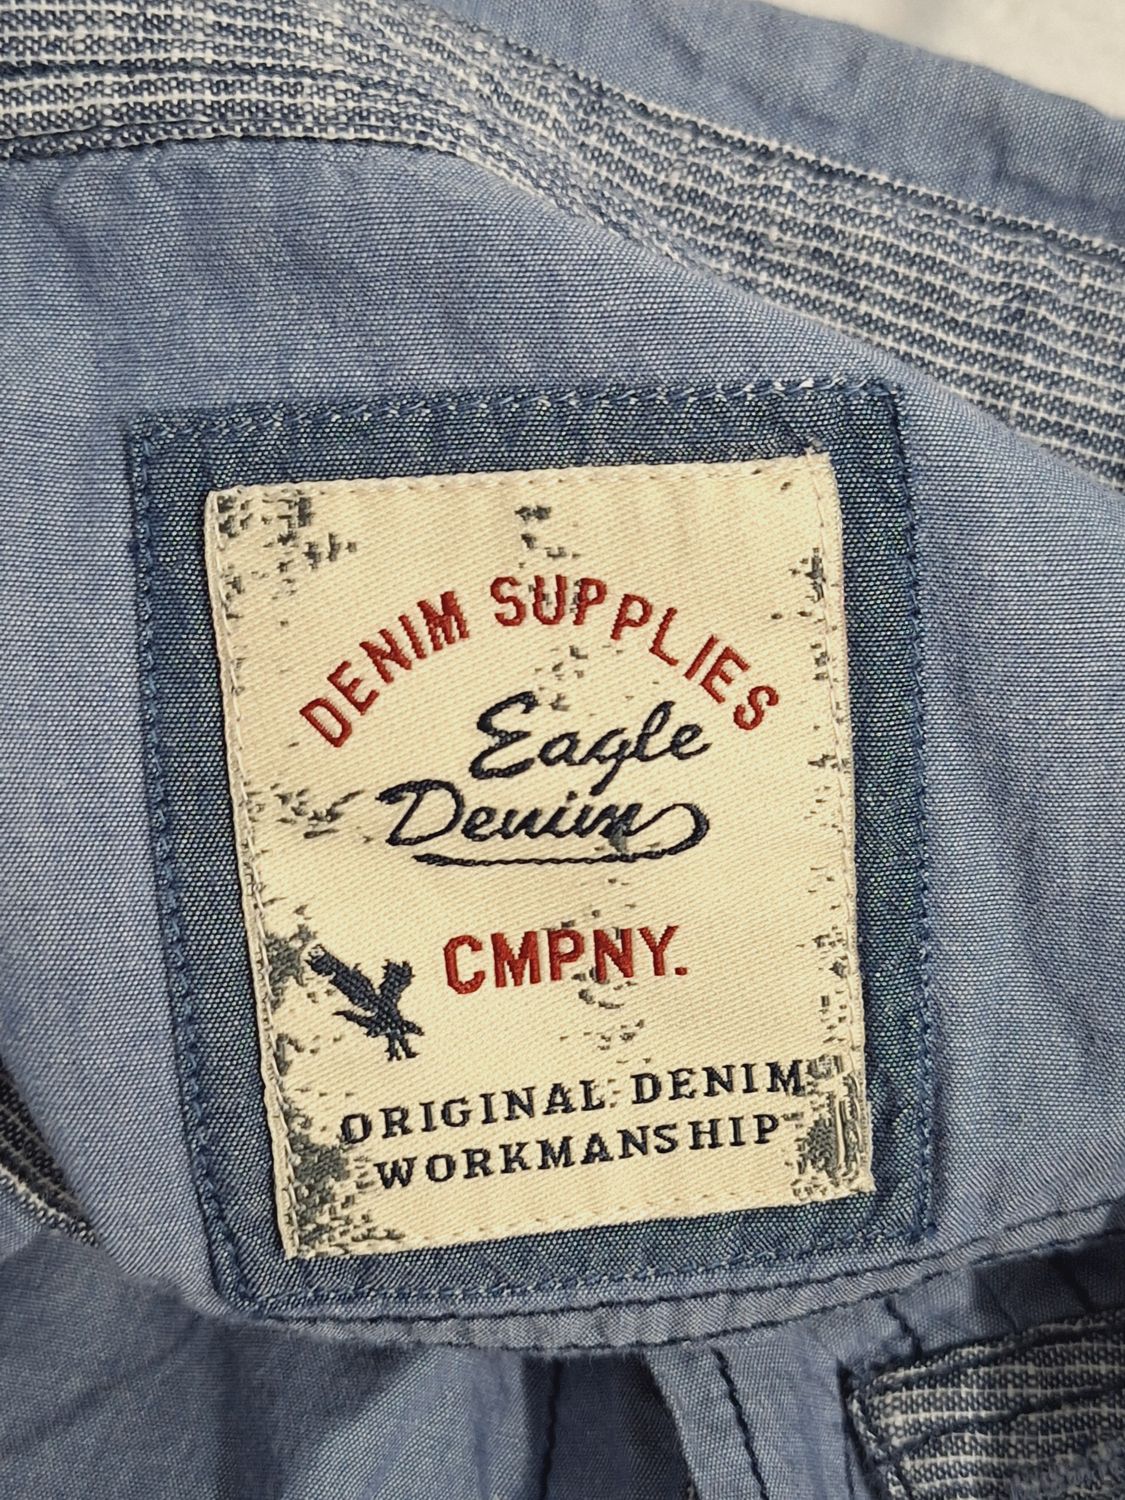 DENIM SUPPLIES
Eagle
Denim
CMPNY.
ORIGINAL DENIM
WORKMANSHIP